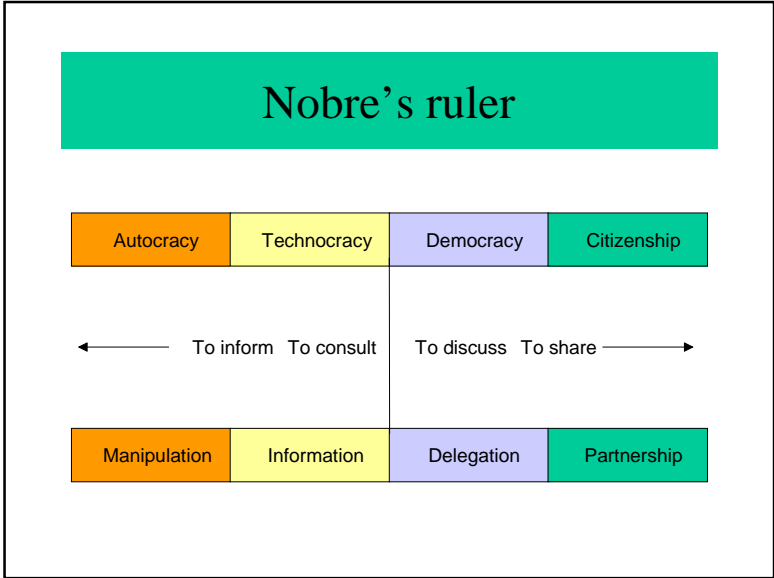 Nobre’s ruler
Autocracy Technocracy Democracy Citizenship
To inform To consult To discuss To share
Manipulation Information Delegation Partnership